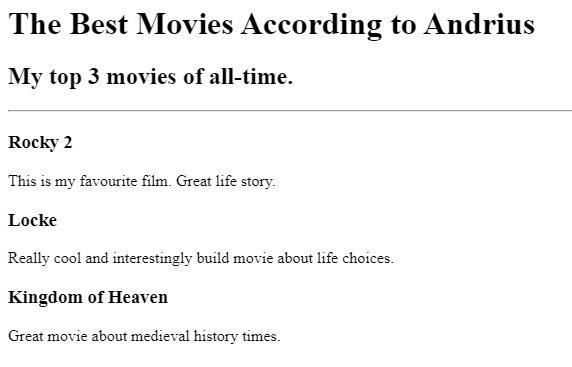 The Best Movies According to Andrius
My top 3 movies of all-time.
Rocky 2
This is my favourite film. Great life story.
Locke
Really cool and interestingly build movie about life choices.
Kingdom of Heaven
Great movie about medieval history times.